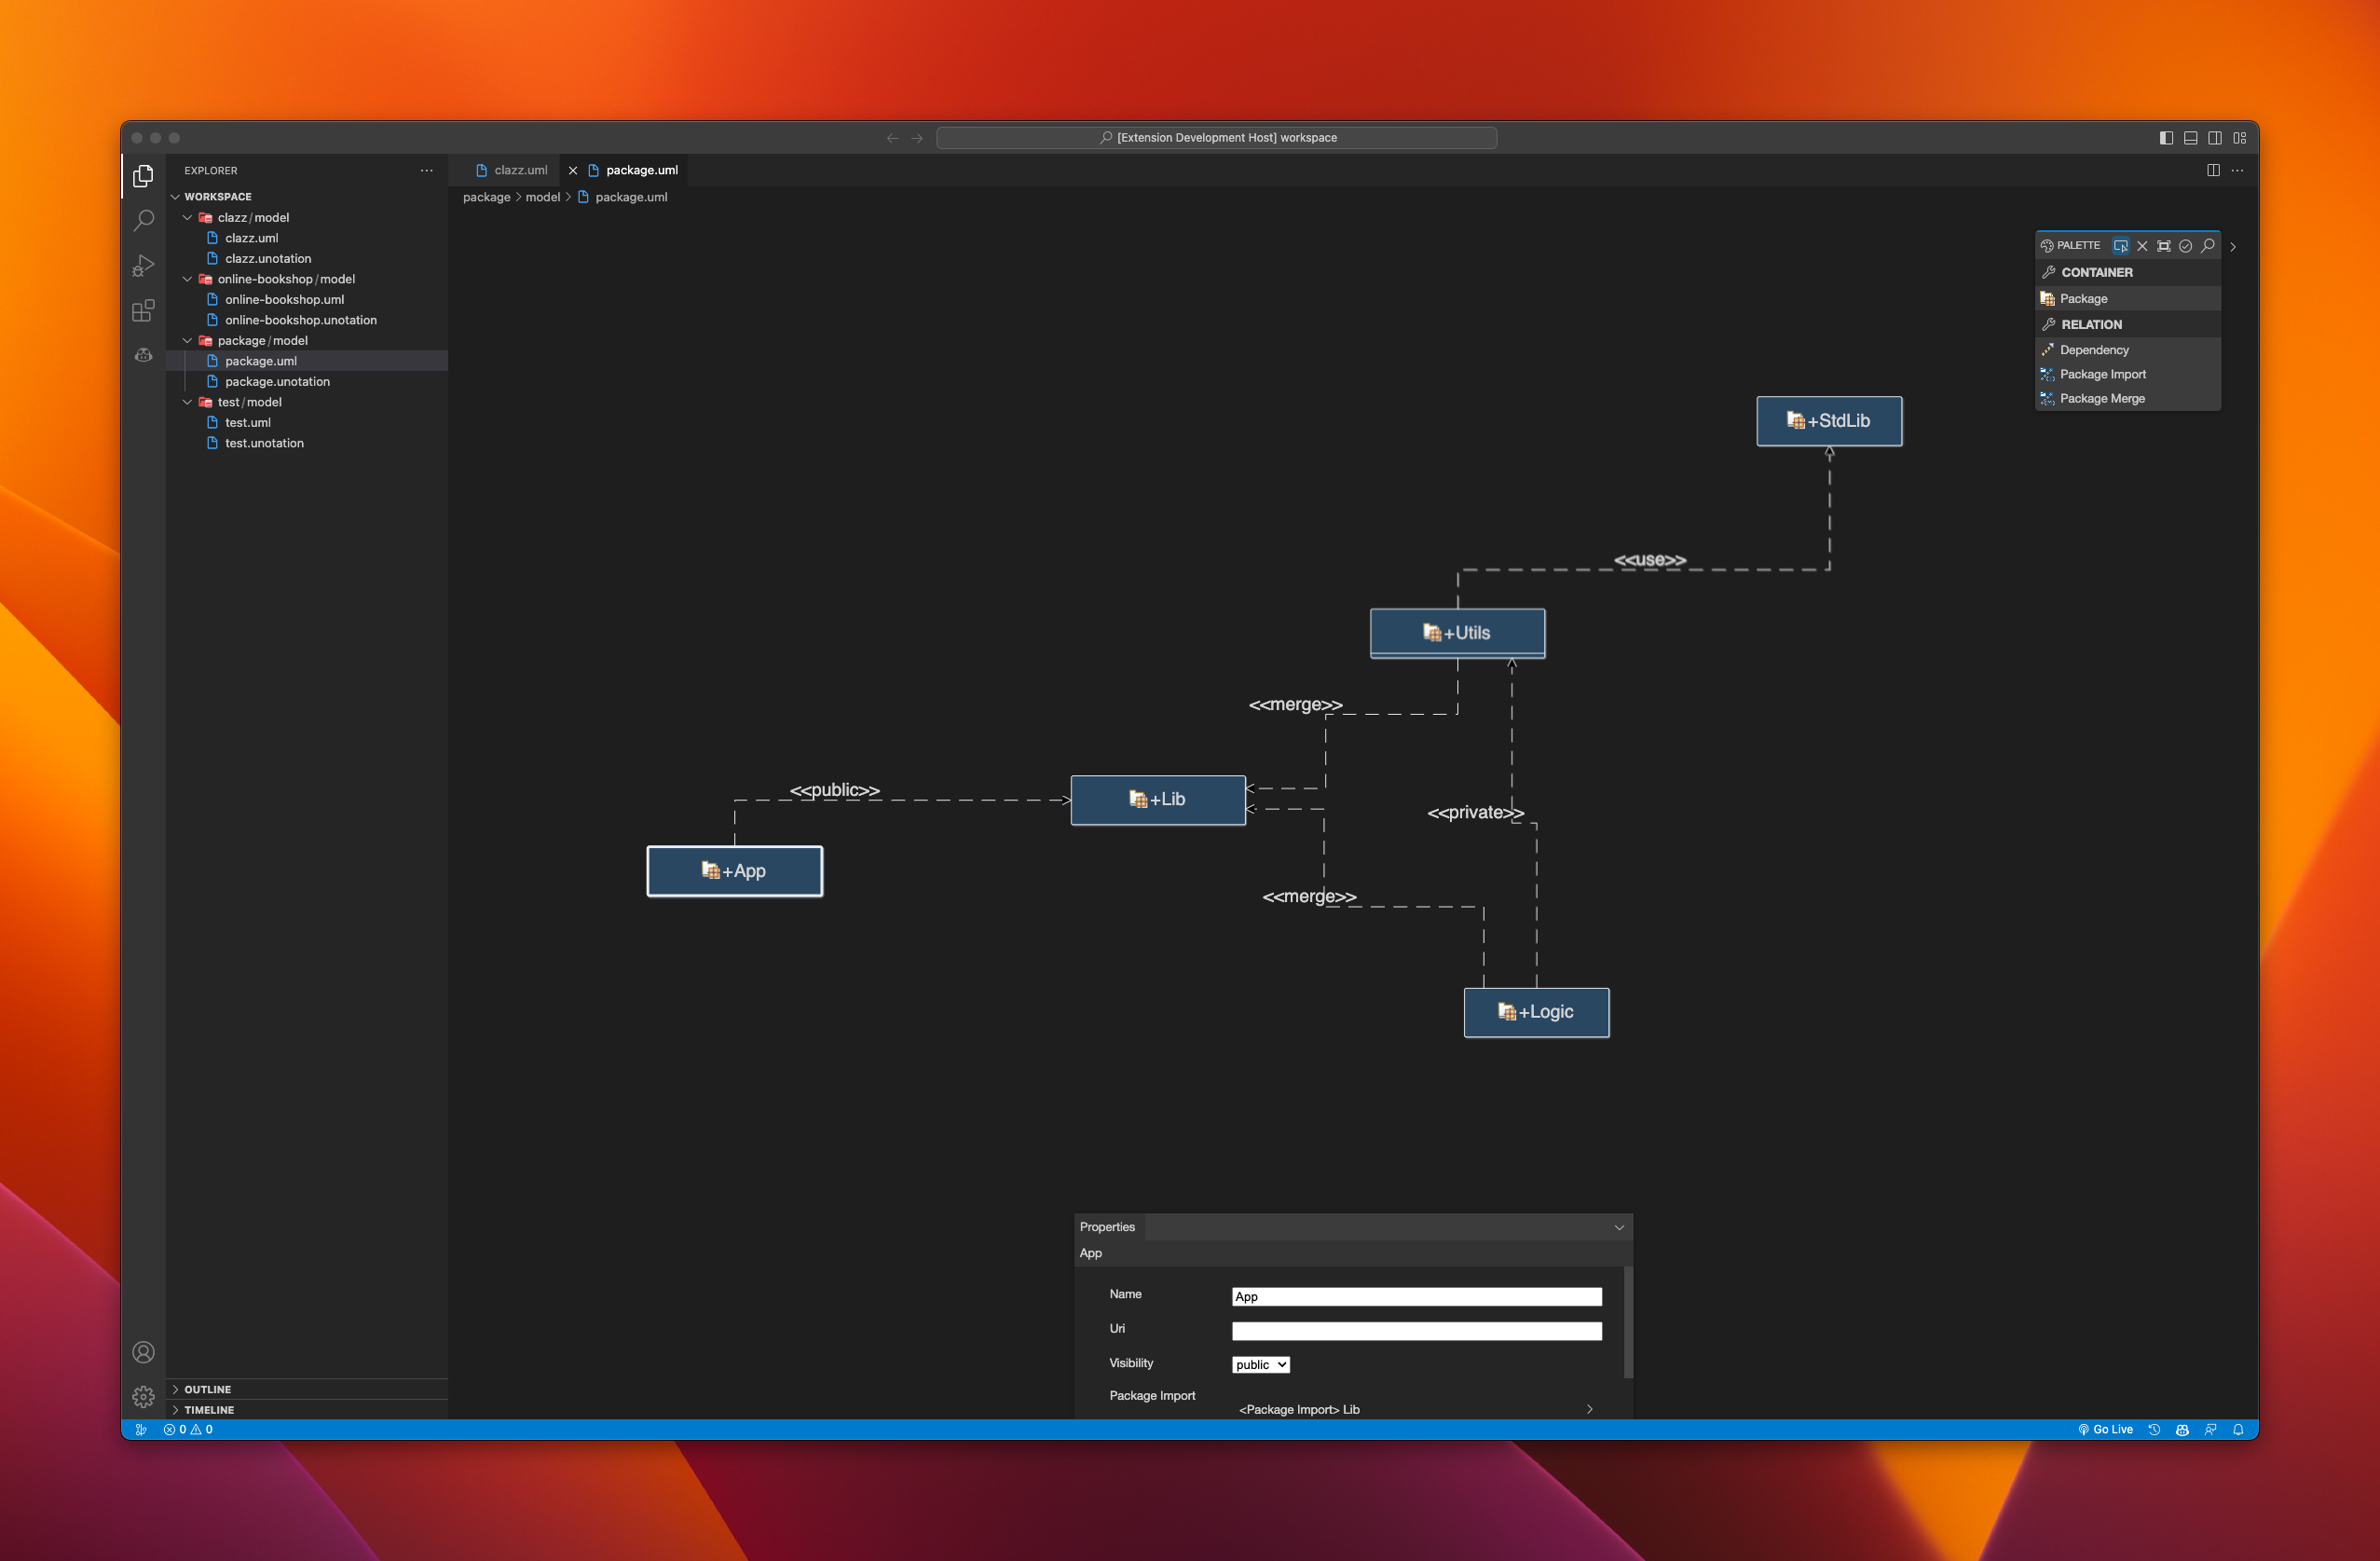 [Extension Development Host] workspace
EXPLORER
WORKSPACE
clazz/model
clazz.uml
clazz.unotation
online-bookshop/model
online-bookshop.uml
online-bookshop.unotation
package/model
package.uml
package.unotation
test/model
test.uml
test.unotation
OUTLINE
TIMELINE
clazz.uml
package.uml
package > model > package.uml
PALETTE
CONTAINER
Package
RELATION
Dependency
Package Import
Package Merge
+StdLib
<<use>>
+Utils
<<merge>>
<<public>>
+Lib
<<private>>
+App
<<merge>>
+Logic
Properties
App
Name
App
Uri
Visibility
public
Package Import
<Package Import> Lib
0 0
Go Live